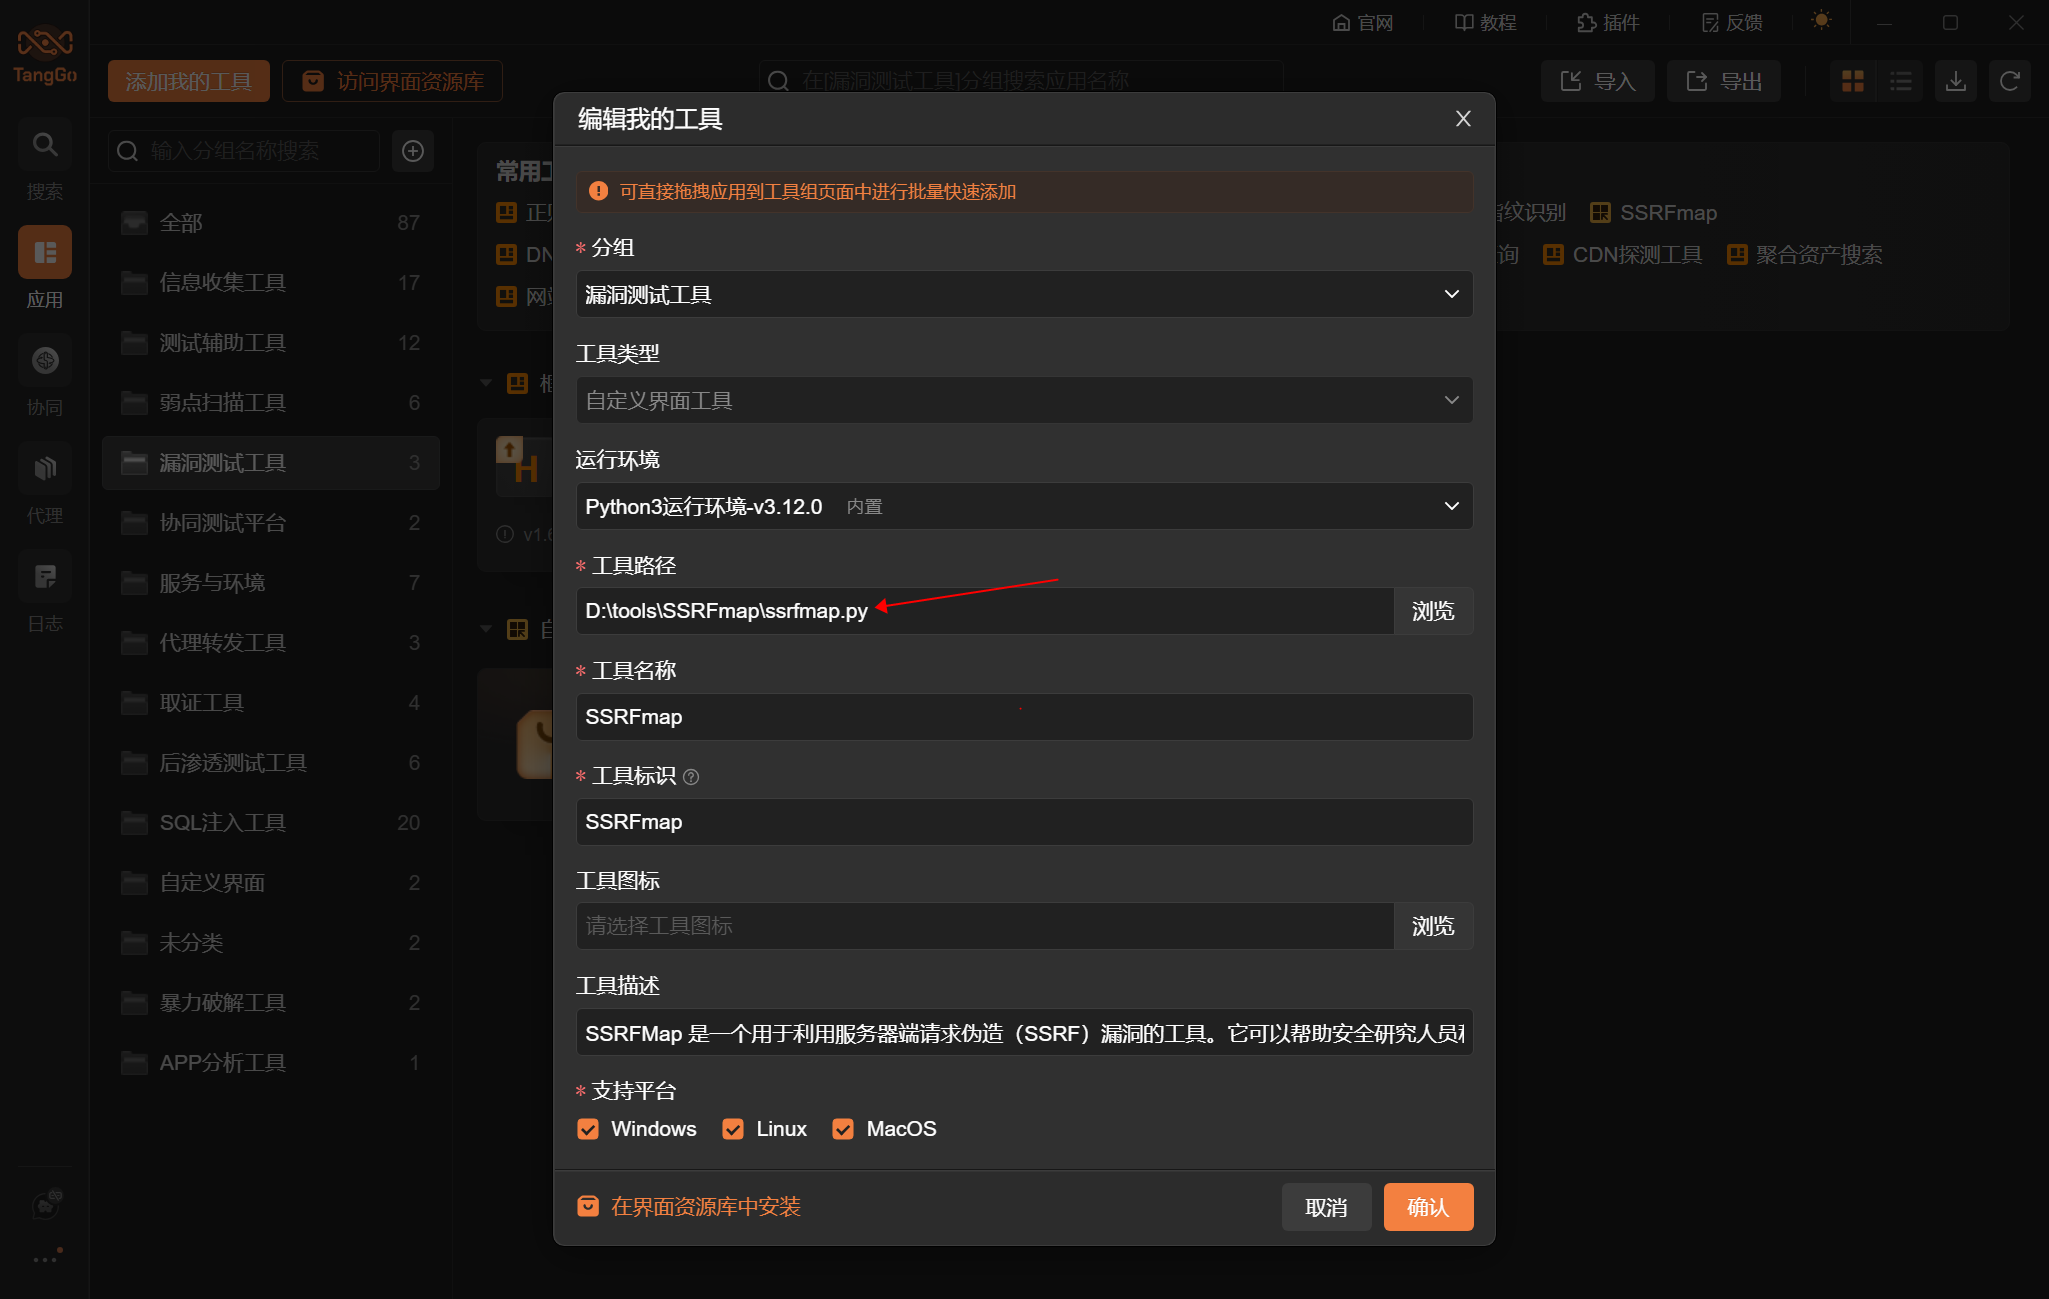 官网
教程
插件
反馈
TangGo
添加我的工具
访问界面资源库
在[漏洞测试工具]分组搜索应用名称
导入
导出
输入分组名称搜索
搜索
应用
协同
代理
日志
全部 87
信息收集工具 17
测试辅助工具 12
弱点扫描工具 6
漏洞测试工具 3
协同测试平台 2
服务与环境 7
代理转发工具 3
取证工具 4
后渗透测试工具 6
SQL注入工具 20
自定义界面 2
未分类 2
暴力破解工具 2
APP分析工具 1
常用
纹识别
SSRFmap
DN
询
CDN探测工具
聚合资产搜索
H
编辑我的工具
可直接拖拽应用到工具组页面中进行批量快速添加
* 分组
漏洞测试工具
工具类型
自定义界面工具
运行环境
Python3运行环境-v3.12.0 内置
* 工具路径
D:\tools\SSRFmap\ssrfmap.py
浏览
* 工具名称
SSRFmap
* 工具标识
SSRFmap
工具图标
请选择工具图标
浏览
工具描述
SSRFMap 是一个用于利用服务器端请求伪造（SSRF）漏洞的工具。它可以帮助安全研究人员
* 支持平台
Windows
Linux
MacOS
在界面资源库中安装
取消
确认